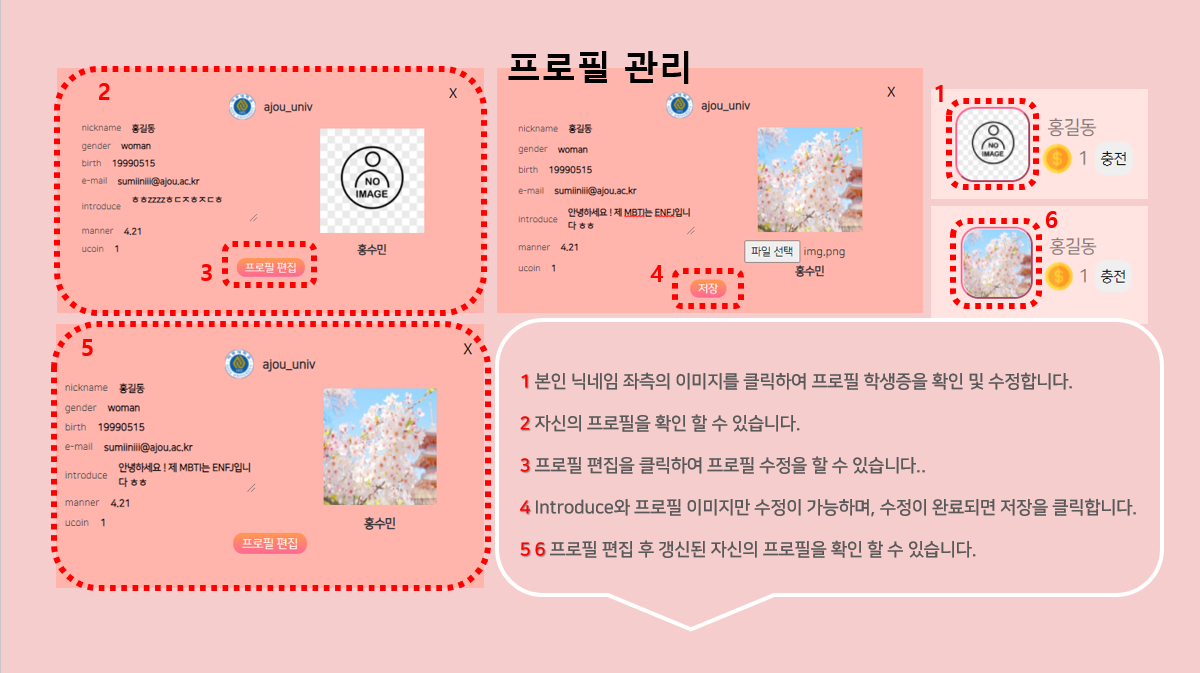 프로필 관리
2
X
ajou_univ
nickname 홍길동
gender woman
birth 19990515
e-mail sumiiniii@ajou.ac.kr
introduce ㅎㅎzzzzㅎㄷㅈㅎㅈㄷㅎ
manner 4.21
ucoin 1
NO
IMAGE
홍수민
3 프로필 편집
X
ajou_univ
nickname 홍길동
gender woman
birth 19990515
e-mail sumiiniii@ajou.ac.kr
introduce 안녕하세요 ! 제 MBTI는 ENFJ입니
다 ㅎㅎ
manner 4.21
ucoin 1
파일 선택 img.png
홍수민
4 저장
1
NO
IMAGE
홍길동
1 충전
6
홍길동
1 충전
5
X
ajou_univ
nickname 홍길동
gender woman
birth 19990515
e-mail sumiiniii@ajou.ac.kr
introduce 안녕하세요 ! 제 MBTI는 ENFJ입니
다 ㅎㅎ
manner 4.21
ucoin 1
홍수민
프로필 편집
1 본인 닉네임 좌측의 이미지를 클릭하여 프로필 학생증을 확인 및 수정합니다.
2 자신의 프로필을 확인 할 수 있습니다.
3 프로필 편집을 클릭하여 프로필 수정을 할 수 있습니다..
4 Introduce와 프로필 이미지만 수정이 가능하며, 수정이 완료되면 저장을 클릭합니다.
5 6 프로필 편집 후 갱신된 자신의 프로필을 확인 할 수 있습니다.